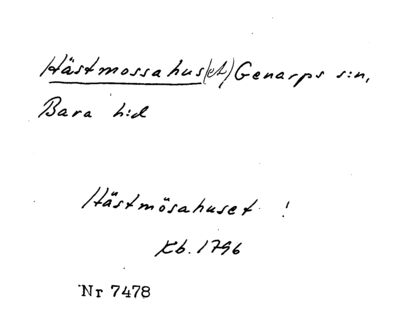 Hästmossahus(et) Genarps s:n,
Bara h:d
Hästmösahuset !
Kb. 1796
Nr 7478